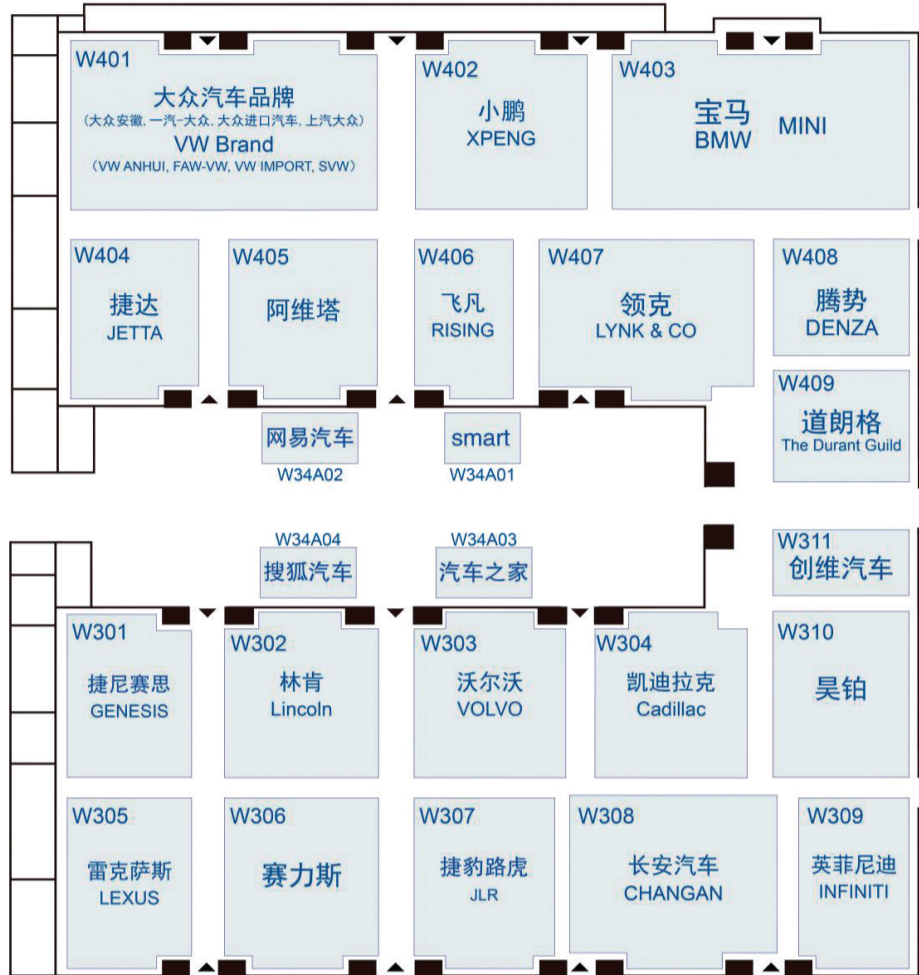 W401
大众汽车品牌
(大众安徽, 一汽-大众, 大众进口汽车, 上汽大众)
VW Brand
(VW ANHUI, FAW-VW, VW IMPORT, SVW)
W402
小鹏
XPENG
W403
宝马
BMW
MINI
W404
捷达
JETTA
W405
阿维塔
W406
飞凡
RISING
W407
领克
LYNK & CO
W408
腾势
DENZA
W409
道朗格
The Durant Guild
网易汽车
W34A02
smart
W34A01
W34A04
搜狐汽车
W34A03
汽车之家
W311
创维汽车
W301
捷尼赛思
GENESIS
W302
林肯
Lincoln
W303
沃尔沃
VOLVO
W304
凯迪拉克
Cadillac
W310
昊铂
W305
雷克萨斯
LEXUS
W306
赛力斯
W307
捷豹路虎
JLR
W308
长安汽车
CHANGAN
W309
英菲尼迪
INFINITI